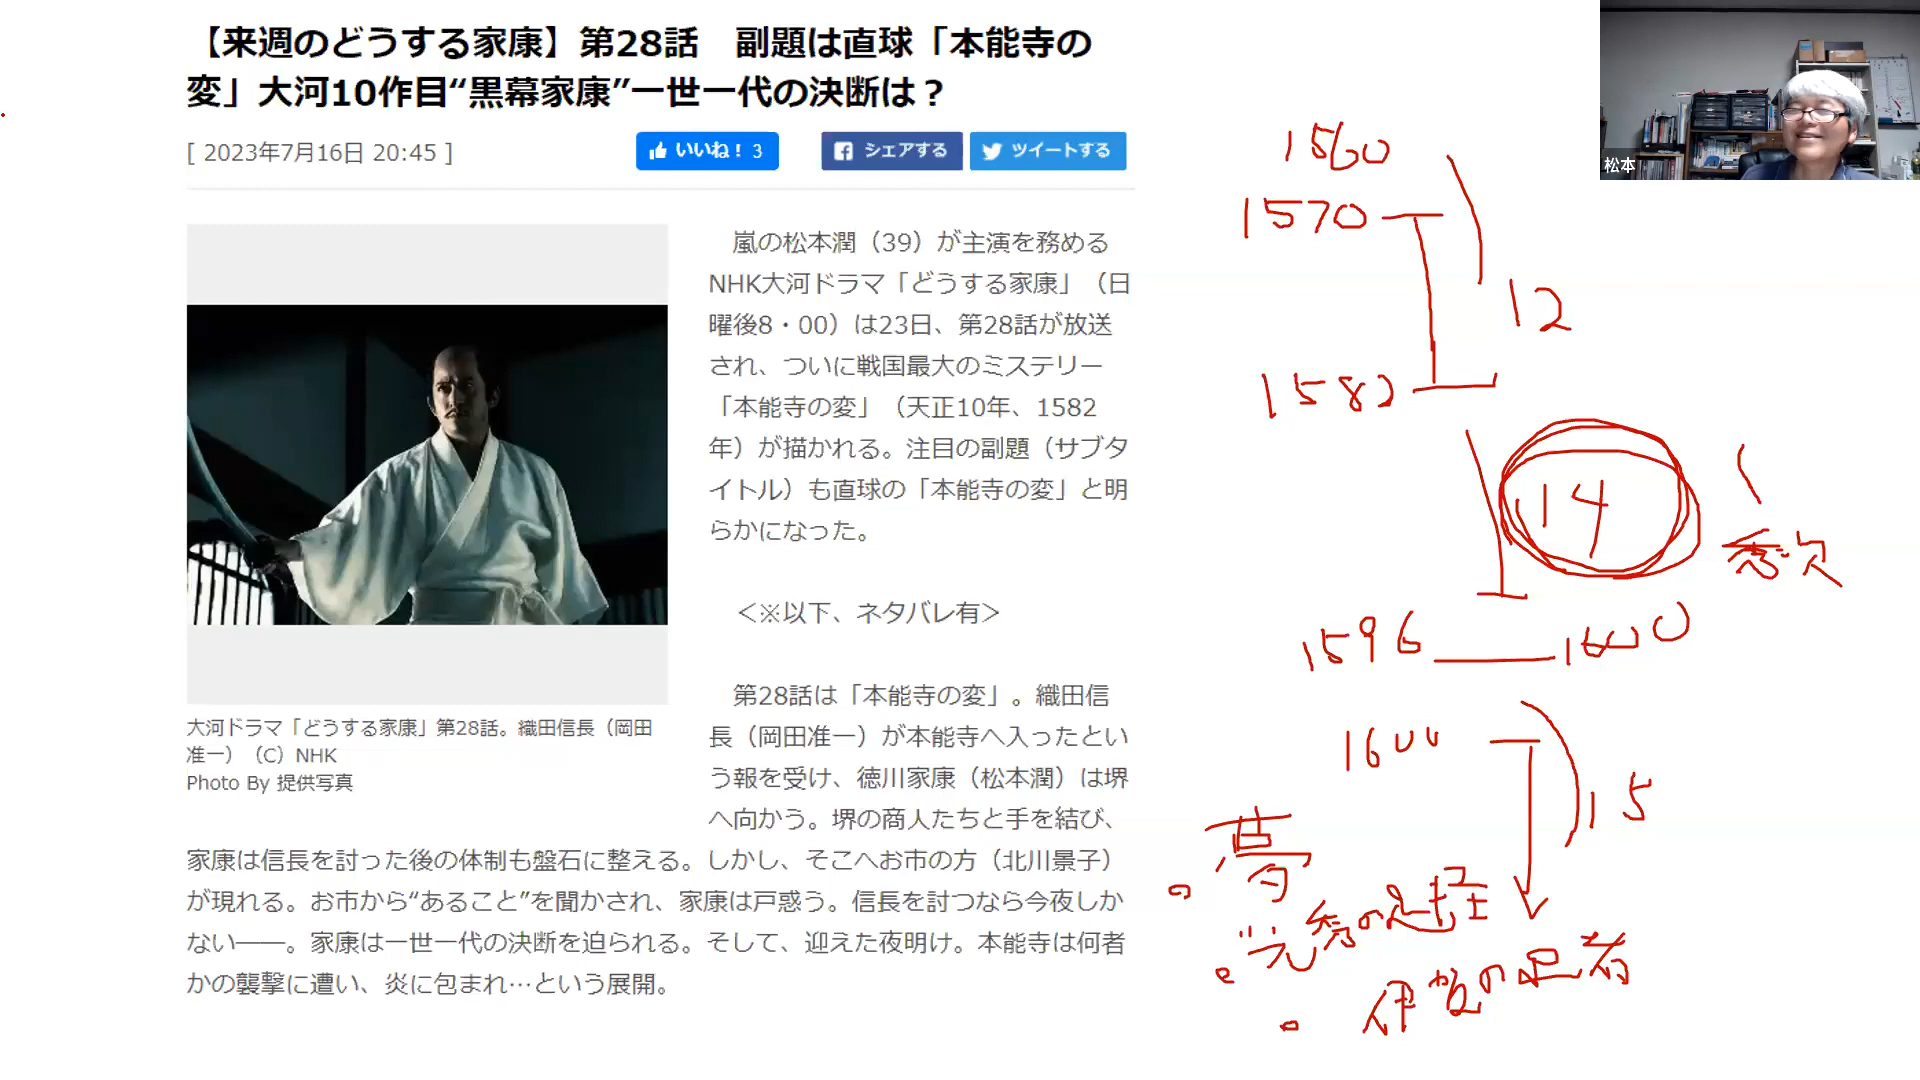 【来週のどうする家康】第28話　副題は直球「本能寺の
変」大河10作目“黒幕家康”一世一代の決断は？
[ 2023年7月16日 20:45 ]
いいね！ 3
シェアする
ツイートする
大河ドラマ「どうする家康」第28話。織田信長（岡田
准一）（C）NHK
Photo By 提供写真
嵐の松本潤（39）が主演を務める
NHK大河ドラマ「どうする家康」（日
曜後8・00）は23日、第28話が放送
され、ついに戦国最大のミステリー
「本能寺の変」（天正10年、1582
年）が描かれる。注目の副題（サブタ
イトル）も直球の「本能寺の変」と明
らかになった。
＜※以下、ネタバレ有＞
第28話は「本能寺の変」。織田信
長（岡田准一）が本能寺へ入ったとい
う報を受け、徳川家康（松本潤）は堺
へ向かう。堺の商人たちと手を結び、
家康は信長を討った後の体制も盤石に整える。しかし、そこへお市の方（北川景子）
が現れる。お市から“あること”を聞かされ、家康は戸惑う。信長を討つなら今夜しか
ない――。家康は一世一代の決断を迫られる。そして、迎えた夜明け。本能寺は何者
かの襲撃に遭い、炎に包まれ…という展開。
松本
1560
1570
12
1582
14
秀次
1596
1600
1600
15
夢
光秀の足軽
伊賀の忍者